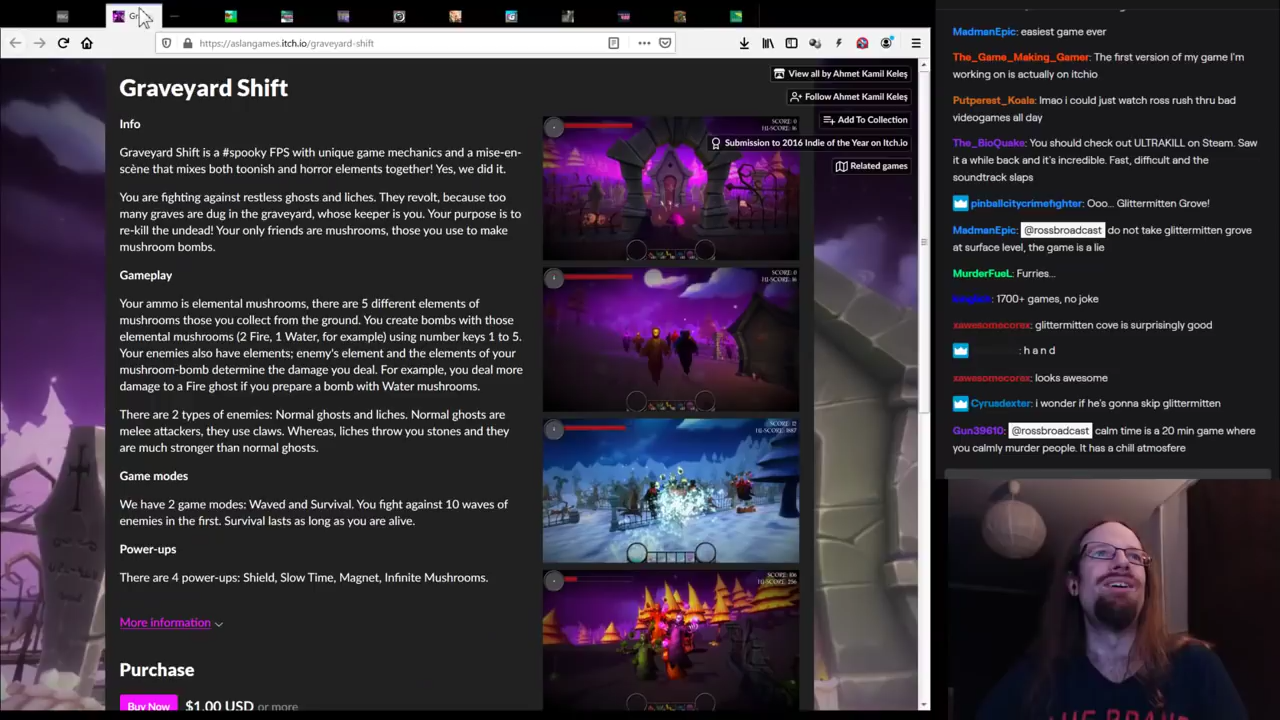 Gr
https://aslangames.itch.io/graveyard-shift
Graveyard Shift
View all by Ahmet Kamil Keleş
Follow Ahmet Kamil Keleş
Add To Collection
Submission to 2016 Indie of the Year on Itch.io
Related games
Info
Graveyard Shift is a #spooky FPS with unique game mechanics and a mise-en-
scène that mixes both toonish and horror elements together! Yes, we did it.
You are fighting against restless ghosts and liches. They revolt, because too
many graves are dug in the graveyard, whose keeper is you. Your purpose is to
re-kill the undead! Your only friends are mushrooms, those you use to make
mushroom bombs.
Gameplay
Your ammo is elemental mushrooms, there are 5 different elements of
mushrooms those you collect from the ground. You create bombs with those
elemental mushrooms (2 Fire, 1 Water, for example) using number keys 1 to 5.
Your enemies also have elements; enemy's element and the elements of your
mushroom-bomb determine the damage you deal. For example, you deal more
damage to a Fire ghost if you prepare a bomb with Water mushrooms.
There are 2 types of enemies: Normal ghosts and liches. Normal ghosts are
melee attackers, they use claws. Whereas, liches throw you stones and they
are much stronger than normal ghosts.
Game modes
We have 2 game modes: Waved and Survival. You fight against 10 waves of
enemies in the first. Survival lasts as long as you are alive.
Power-ups
There are 4 power-ups: Shield, Slow Time, Magnet, Infinite Mushrooms.
More information
Purchase
Buy Now $1.00 USD or more
SCORE: 0
HI-SCORE: 16
SCORE: 0
HI-SCORE: 16
MadmanEpic: easiest game ever
The_Game_Making_Gamer: The first version of my game I'm
working on is actually on itchio
Putperest_Koala: lmao i could just watch ross rush thru bad
videogames all day
The_BioQuake: You should check out ULTRAKILL on Steam. Saw
it a while back and it's incredible. Fast, difficult and the
soundtrack slaps
pinballcitycrimefighter: Ooo... Glittermitten Grove!
MadmanEpic: @rossbroadcast do not take glittermitten grove
at surface level, the game is a lie
MurderFueL: Furries...
: 1700+ games, no joke
xawesomecorex: glittermitten cove is surprisingly good
: h a n d
xawesomecorex: looks awesome
Cyrusdexter: i wonder if he's gonna skip glittermitten
Gun39610: @rossbroadcast calm time is a 20 min game where
you calmly murder people. It has a chill atmosfere